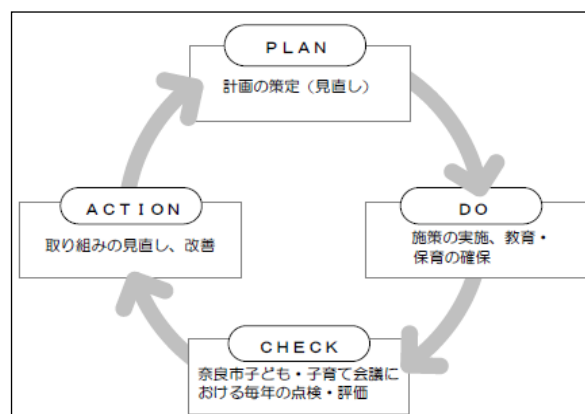 PLAN
計画の策定（見直し）
ACTION
取り組みの見直し、改善
DO
施策の実施、教育・
保育の確保
CHECK
奈良市子ども・子育て会議に
おける毎年の点検・評価